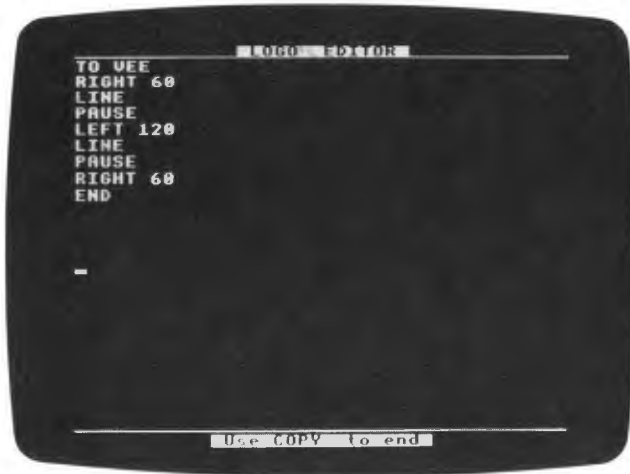 LOGO EDITOR
TO VEE
RIGHT 60
LINE
PAUSE
LEFT 120
LINE
PAUSE
RIGHT 60
END
Use COPY to end